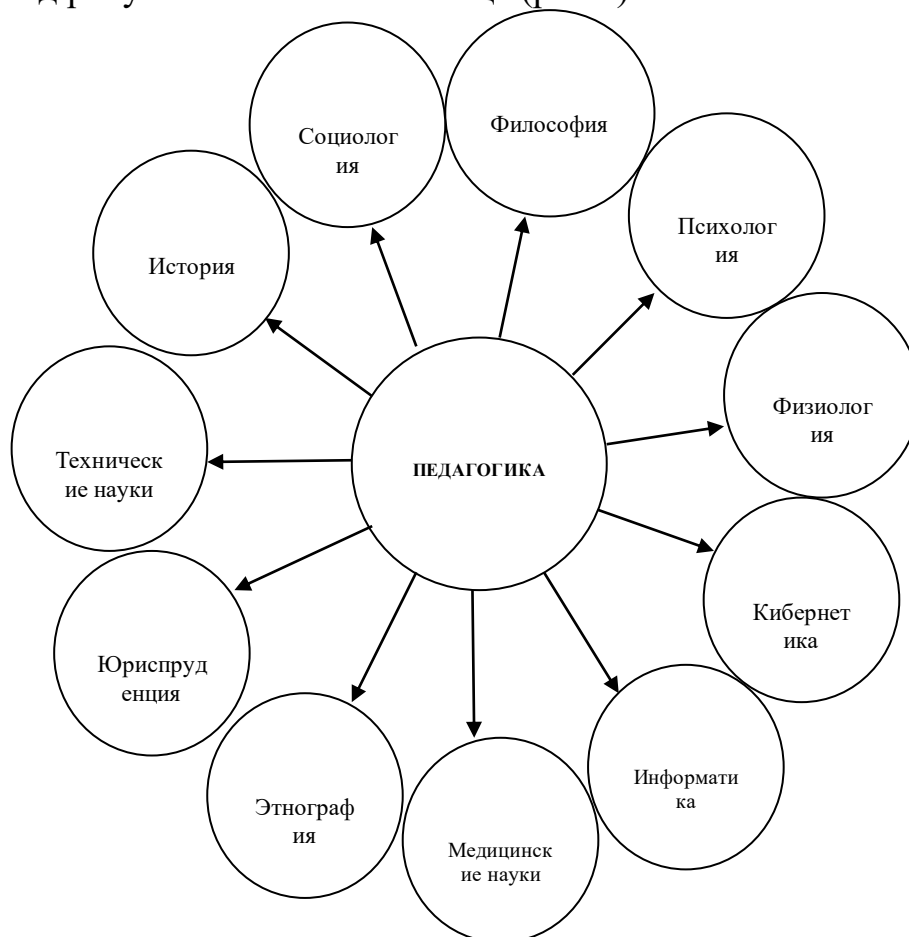 Философия
Социолог
ия
Психолог
ия
История
Физиолог
ия
Техническ
ие науки
ПЕДАГОГИКА
Кибернет
ика
Юриспруд
енция
Информати
ка
Этнограф
ия
Медицинск
ие науки